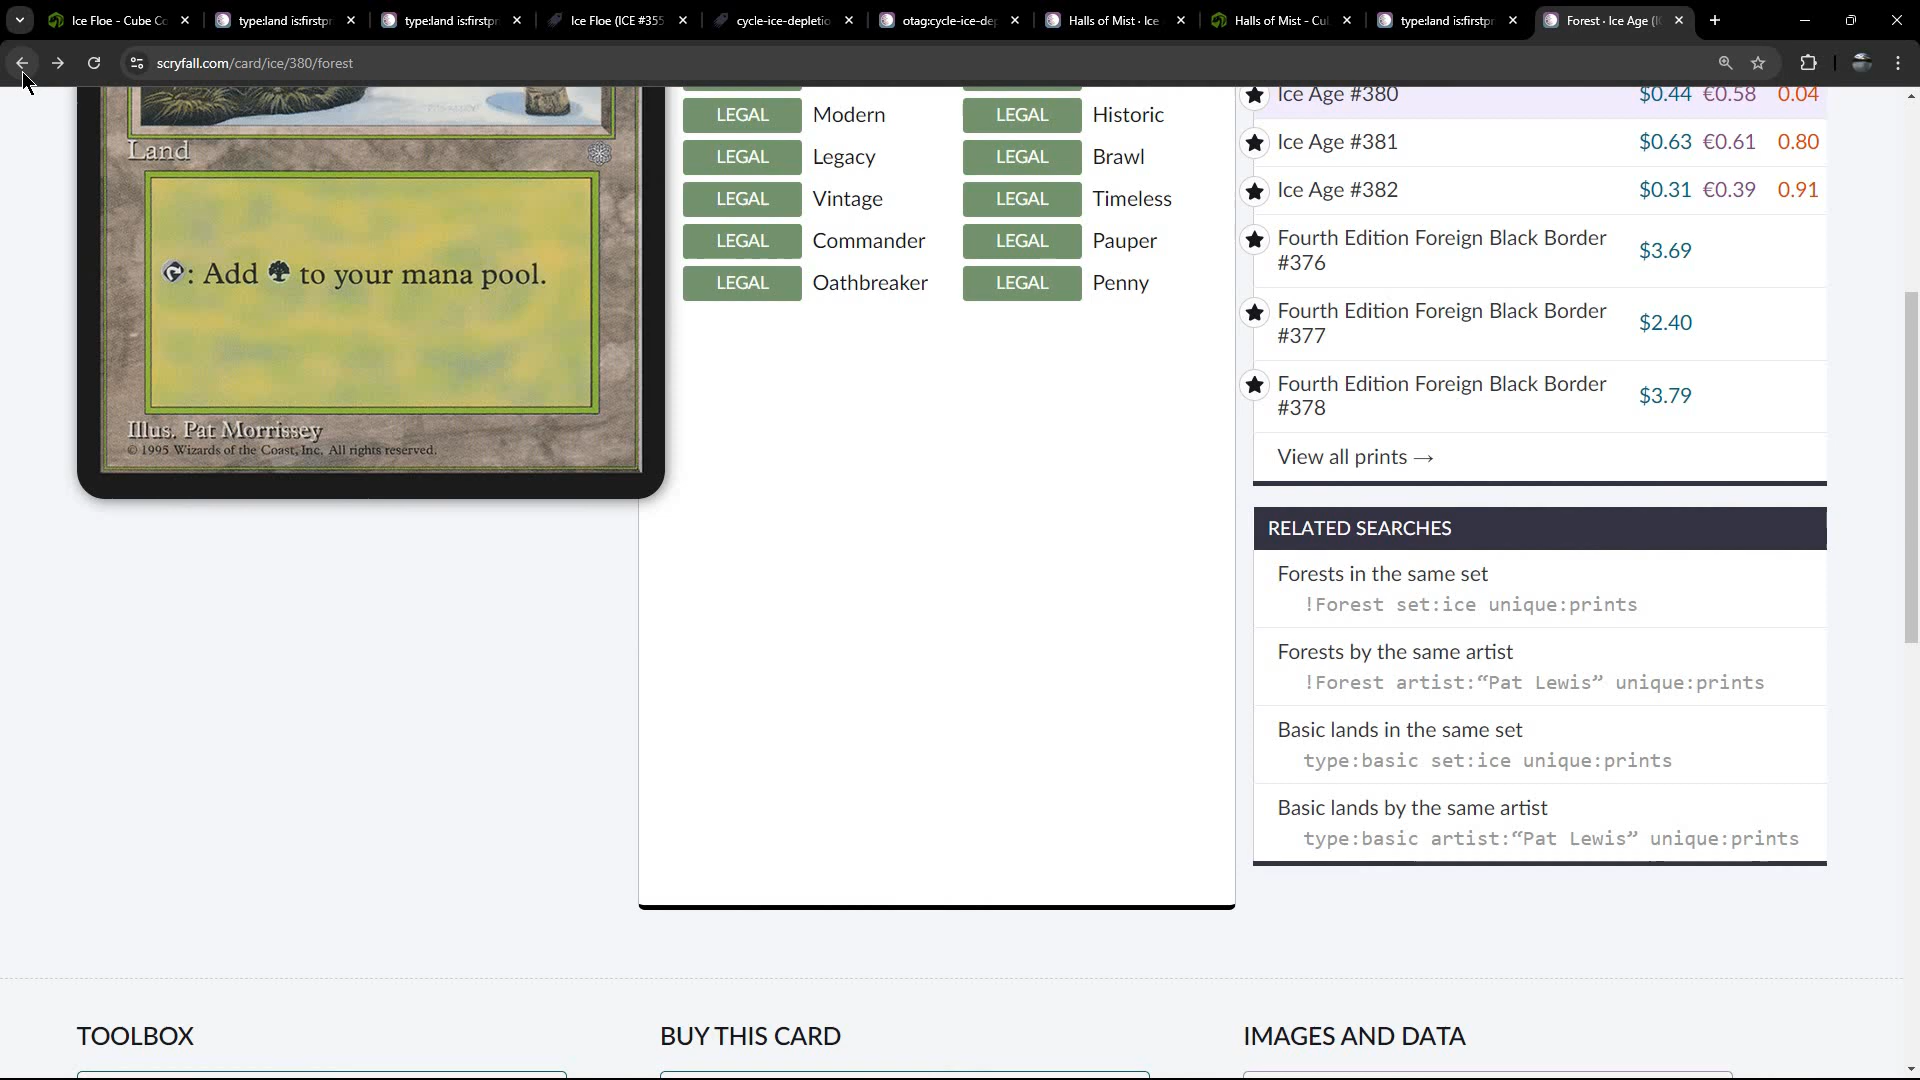 Ice Floe - Cube Co
type:land is:firstpr
type:land is:firstpr
Ice Floe (ICE #355
cycle-ice-depletio
otag:cycle-ice-dep
Halls of Mist · Ice
Halls of Mist - Cu
type:land is:firstpr
Forest · Ice Age (I
scryfall.com/card/ice/380/forest
Land
: Add to your mana pool.
Illus. Pat Morrissey
© 1995 Wizards of the Coast, Inc. All rights reserved.
LEGAL Modern LEGAL Historic
LEGAL Legacy LEGAL Brawl
LEGAL Vintage LEGAL Timeless
LEGAL Commander LEGAL Pauper
LEGAL Oathbreaker LEGAL Penny
Ice Age #380 $0.44 €0.58 0.04
Ice Age #381 $0.63 €0.61 0.80
Ice Age #382 $0.31 €0.39 0.91
Fourth Edition Foreign Black Border
#376 $3.69
Fourth Edition Foreign Black Border
#377 $2.40
Fourth Edition Foreign Black Border
#378 $3.79
View all prints →
RELATED SEARCHES
Forests in the same set
!Forest set:ice unique:prints
Forests by the same artist
!Forest artist:“Pat Lewis” unique:prints
Basic lands in the same set
type:basic set:ice unique:prints
Basic lands by the same artist
type:basic artist:“Pat Lewis” unique:prints
TOOLBOX
BUY THIS CARD
IMAGES AND DATA